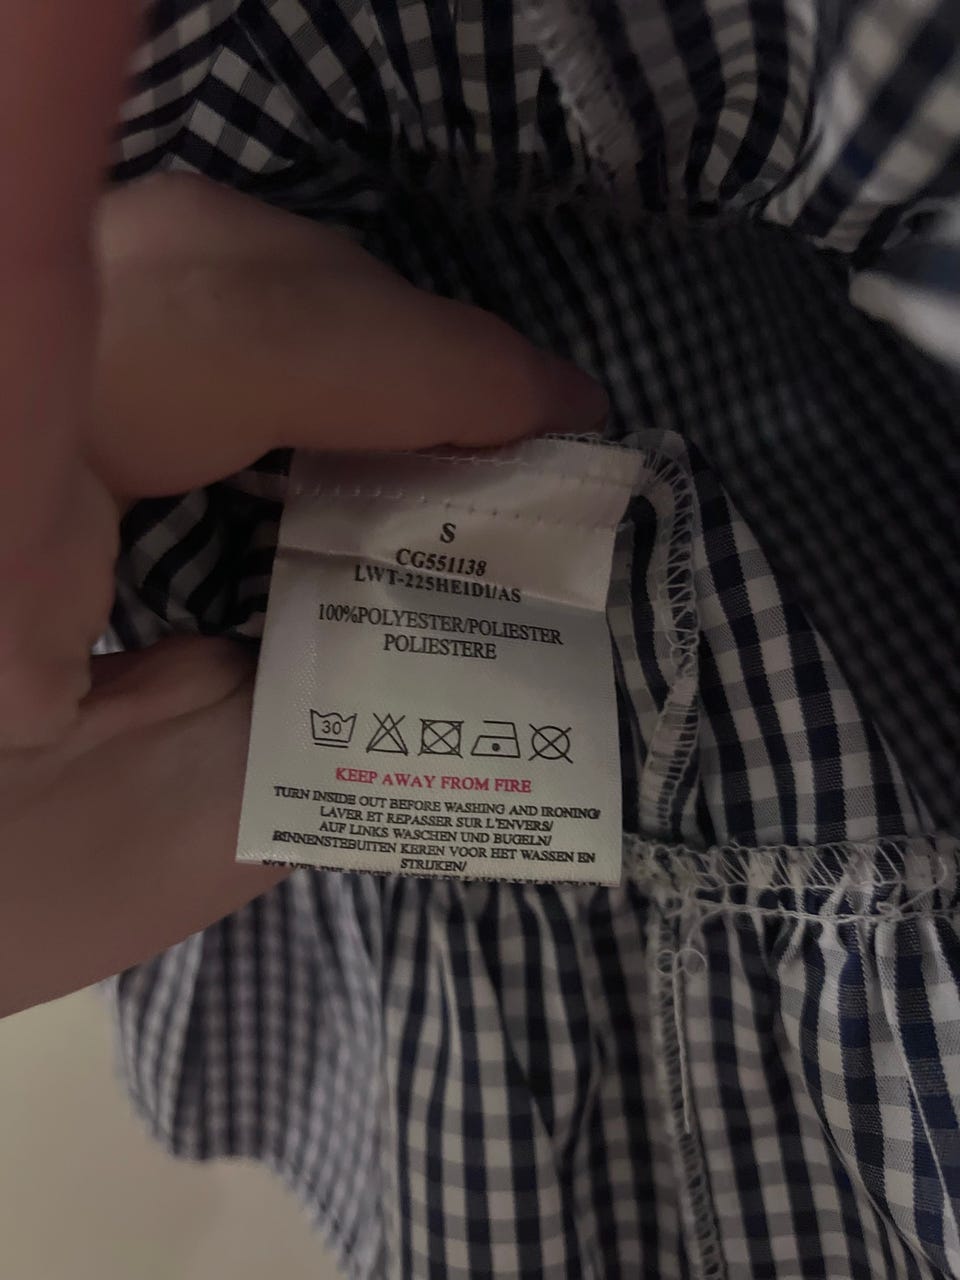 S
CG551138
LWT-225HEIDI/AS
100%POLYESTER/POLIESTER
POLIESTERE
30
KEEP AWAY FROM FIRE
TURN INSIDE OUT BEFORE WASHING AND IRONING/
LAVER ET REPASSER SUR L'ENVERS/
AUF LINKS WASCHEN UND BUGELN/
BINNENSTEBUITEN KEREN VOOR HET WASSEN EN
STRIJKEN/